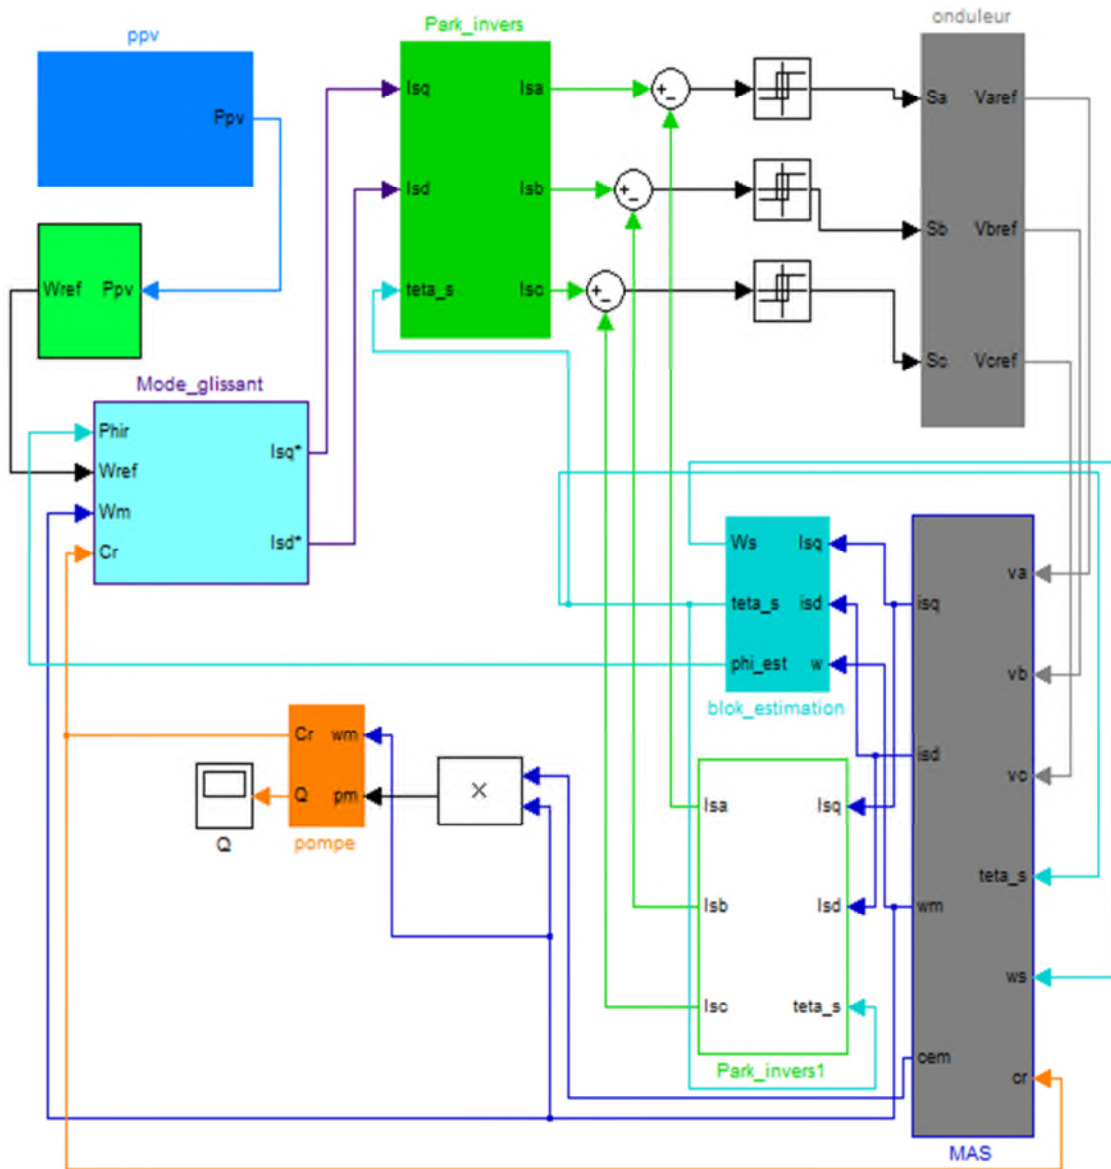 ppv
Ppv
Wref Ppv
Park_invers
Isq Isa
Isd Isb
teta_s Isc
+ -
+ -
+ -
onduleur
Sa Varef
Sb Vbref
Sc Vcref
Mode_glissant
Phir
Wref
Wm
Cr
Isq*
Isd*
Ws Isq
teta_s isd
phi_est w
blok_estimation
isq va
vb
isd vc
teta_s
wm
ws
cem
cr
MAS
Cr wm
Q pm
pompe
Q
×
Isa Isq
Isb Isd
Isc teta_s
Park_invers1